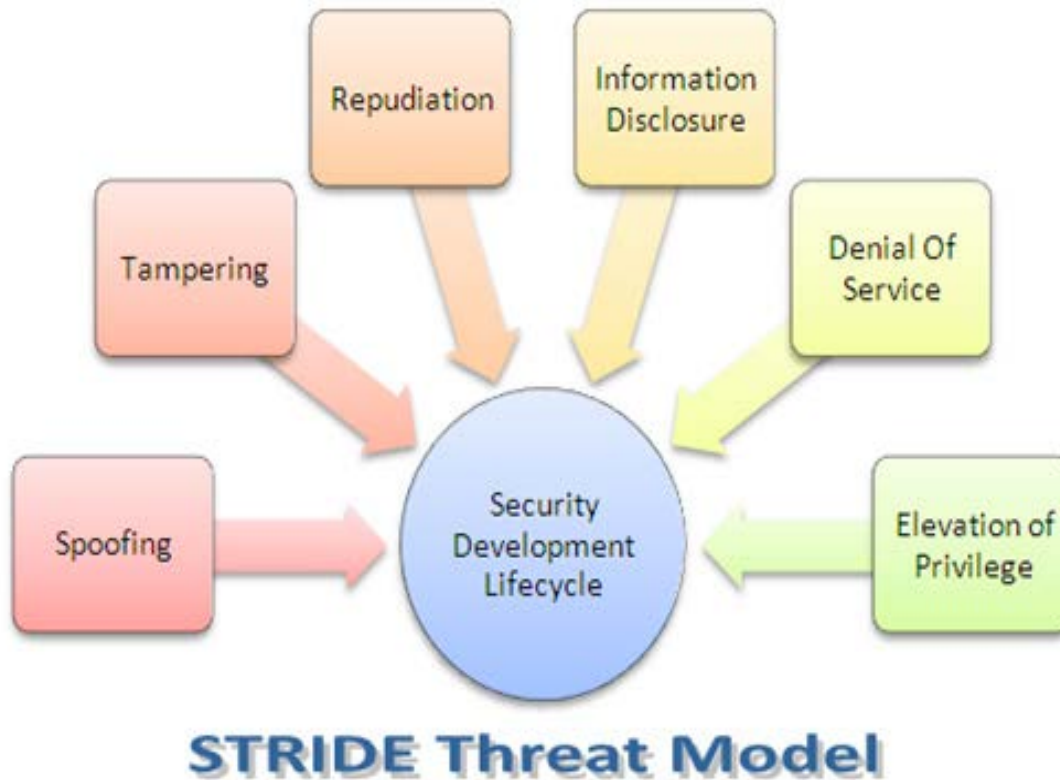 Repudiation
Information
Disclosure
Tampering
Denial Of
Service
Spoofing
Security
Development
Lifecycle
Elevation of
Privilege
STRIDE Threat Model